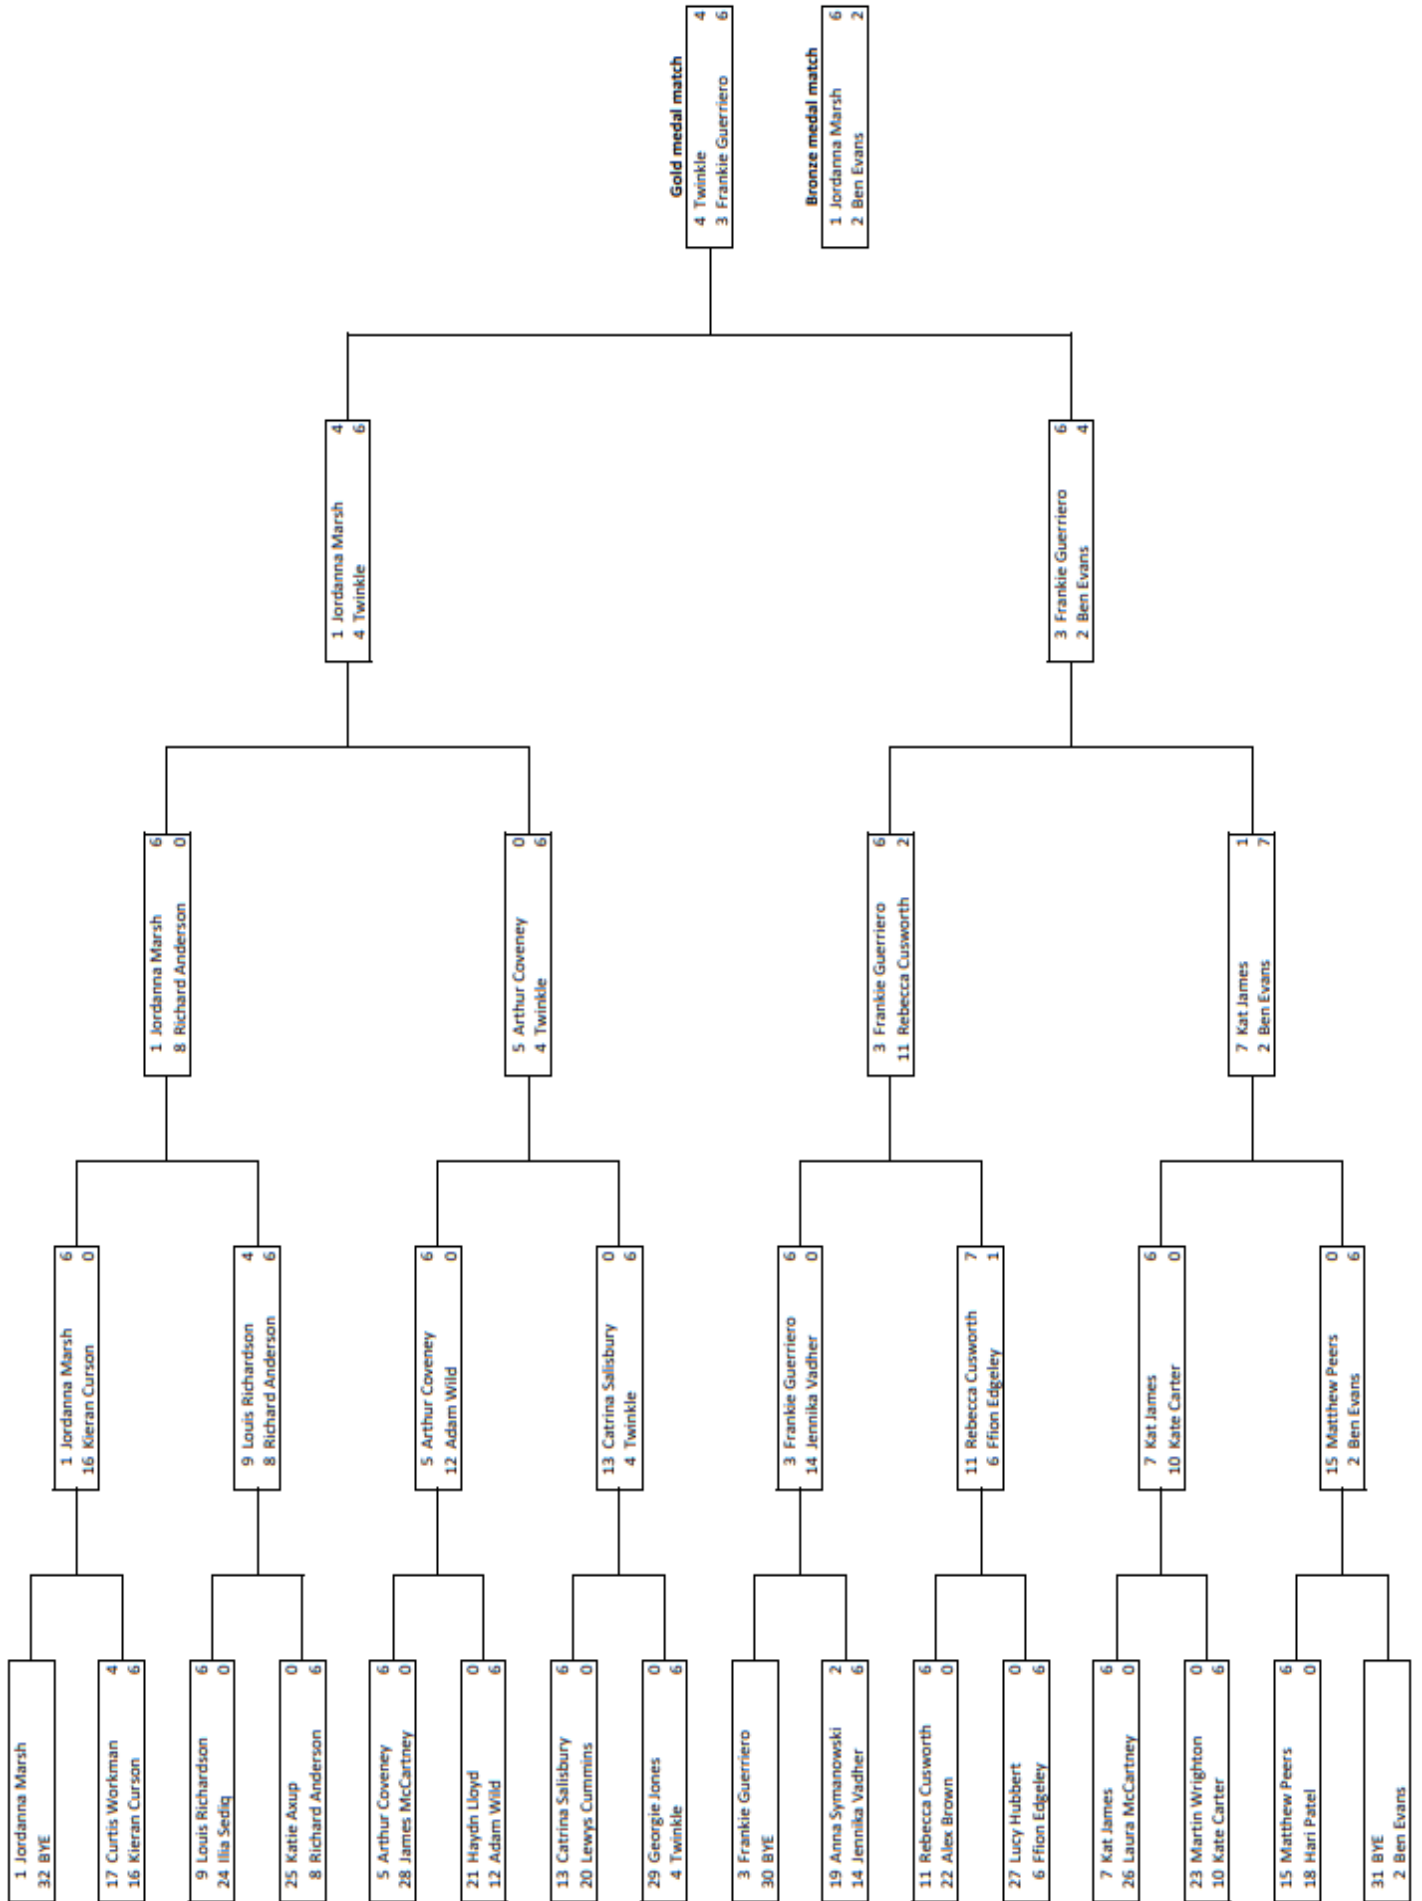 1 Jordanna Marsh
32 BYE
17 Curtis Workman 4
16 Kieran Curson 6
9 Louis Richardson 6
24 Ilia Sediq 0
25 Katie Axup 0
8 Richard Anderson 6
5 Arthur Coveney 6
28 James McCartney 0
21 Haydn Lloyd 0
12 Adam Wild 6
13 Catrina Salisbury 6
20 Lewys Cummins 0
29 Georgie Jones 0
4 Twinkle 6
3 Frankie Guerriero
30 BYE
19 Anna Symanowski 2
14 Jennika Vadher 6
11 Rebecca Cusworth 6
22 Alex Brown 0
27 Lucy Hubbert 0
6 Ffion Edgeley 6
7 Kat James 6
26 Laura McCartney 0
23 Martin Wrighton 0
10 Kate Carter 6
15 Matthew Peers 6
18 Hari Patel 0
31 BYE
2 Ben Evans
1 Jordanna Marsh 6
16 Kieran Curson 0
9 Louis Richardson 4
8 Richard Anderson 6
5 Arthur Coveney 6
12 Adam Wild 0
13 Catrina Salisbury 0
4 Twinkle 6
3 Frankie Guerriero 6
14 Jennika Vadher 0
11 Rebecca Cusworth 7
6 Ffion Edgeley 1
7 Kat James 6
10 Kate Carter 0
15 Matthew Peers 0
2 Ben Evans 6
1 Jordanna Marsh 6
8 Richard Anderson 0
5 Arthur Coveney 0
4 Twinkle 6
3 Frankie Guerriero 6
11 Rebecca Cusworth 2
7 Kat James 1
2 Ben Evans 7
1 Jordanna Marsh 4
4 Twinkle 6
3 Frankie Guerriero 6
2 Ben Evans 4
Gold medal match
4 Twinkle 4
3 Frankie Guerriero 6
Bronze medal match
1 Jordanna Marsh 6
2 Ben Evans 2